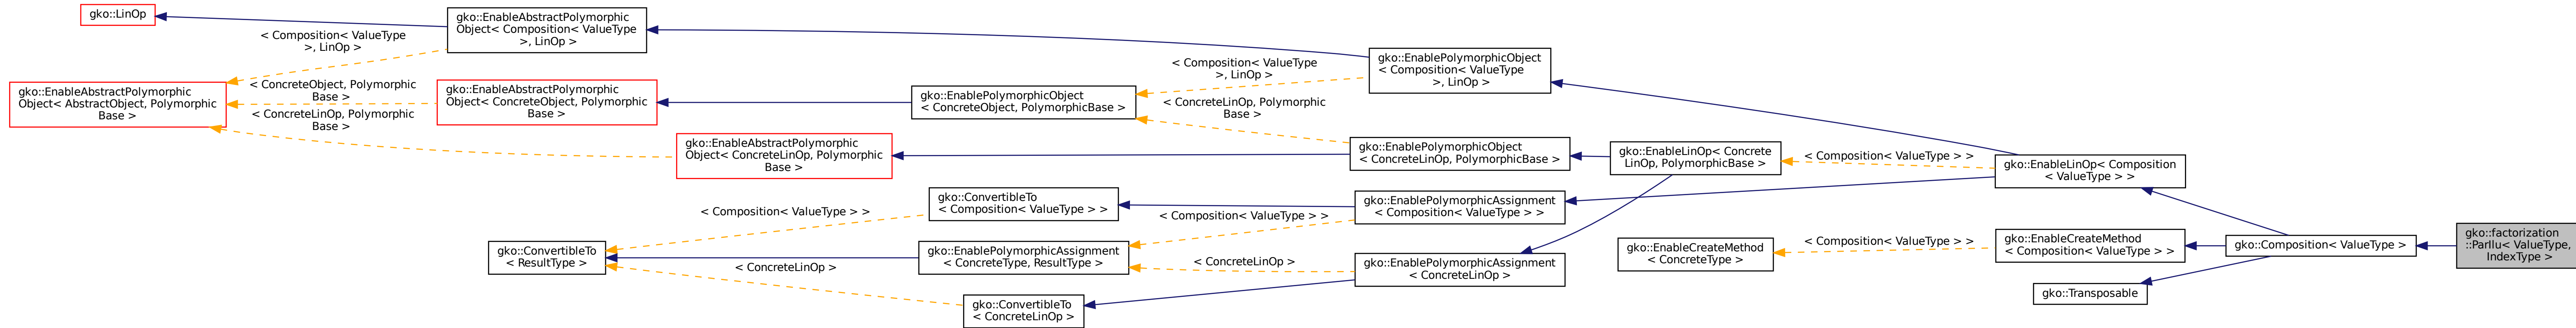 gko::LinOp
gko::EnableAbstractPolymorphic
Object< Composition< ValueType
>, LinOp >
< Composition< ValueType
>, LinOp >
gko::EnableAbstractPolymorphic
Object< AbstractObject, Polymorphic
Base >
< ConcreteObject, Polymorphic
Base >
< ConcreteLinOp, Polymorphic
Base >
gko::EnableAbstractPolymorphic
Object< ConcreteObject, Polymorphic
Base >
gko::EnableAbstractPolymorphic
Object< ConcreteLinOp, Polymorphic
Base >
gko::EnablePolymorphicObject
< ConcreteObject, PolymorphicBase >
< Composition< ValueType
>, LinOp >
< ConcreteLinOp, Polymorphic
Base >
gko::EnablePolymorphicObject
< Composition< ValueType
>, LinOp >
gko::EnablePolymorphicObject
< ConcreteLinOp, PolymorphicBase >
gko::EnableLinOp< Concrete
LinOp, PolymorphicBase >
< Composition< ValueType > >
gko::EnableLinOp< Composition
< ValueType > >
gko::ConvertibleTo
< ResultType >
< Composition< ValueType > >
< ConcreteLinOp >
gko::ConvertibleTo
< Composition< ValueType > >
gko::EnablePolymorphicAssignment
< ConcreteType, ResultType >
gko::ConvertibleTo
< ConcreteLinOp >
< Composition< ValueType > >
< ConcreteLinOp >
gko::EnablePolymorphicAssignment
< Composition< ValueType > >
gko::EnablePolymorphicAssignment
< ConcreteLinOp >
gko::EnableCreateMethod
< ConcreteType >
< Composition< ValueType > >
gko::EnableCreateMethod
< Composition< ValueType > >
gko::Transposable
gko::Composition< ValueType >
gko::factorization
::ParIlu< ValueType,
IndexType >